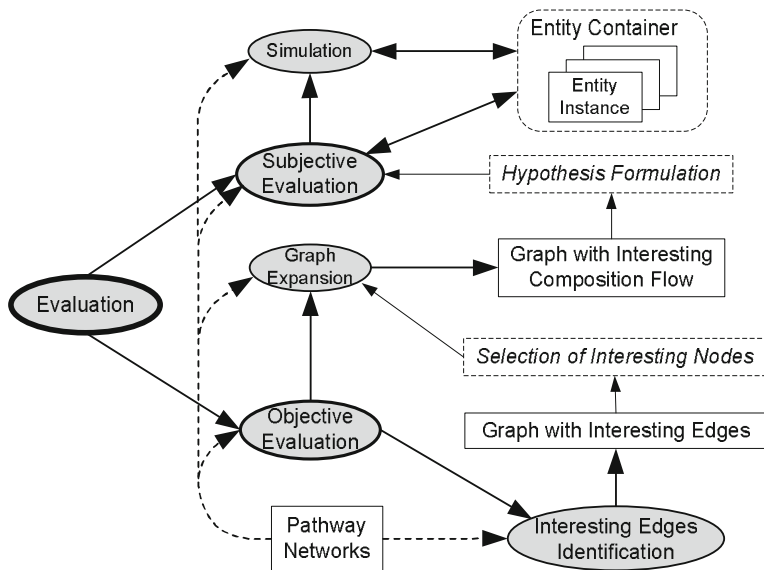 Simulation
Entity Container
Entity
Instance
Subjective
Evaluation
Hypothesis Formulation
Graph
Expansion
Graph with Interesting
Composition Flow
Evaluation
Selection of Interesting Nodes
Objective
Evaluation
Graph with Interesting Edges
Pathway
Networks
Interesting Edges
Identification